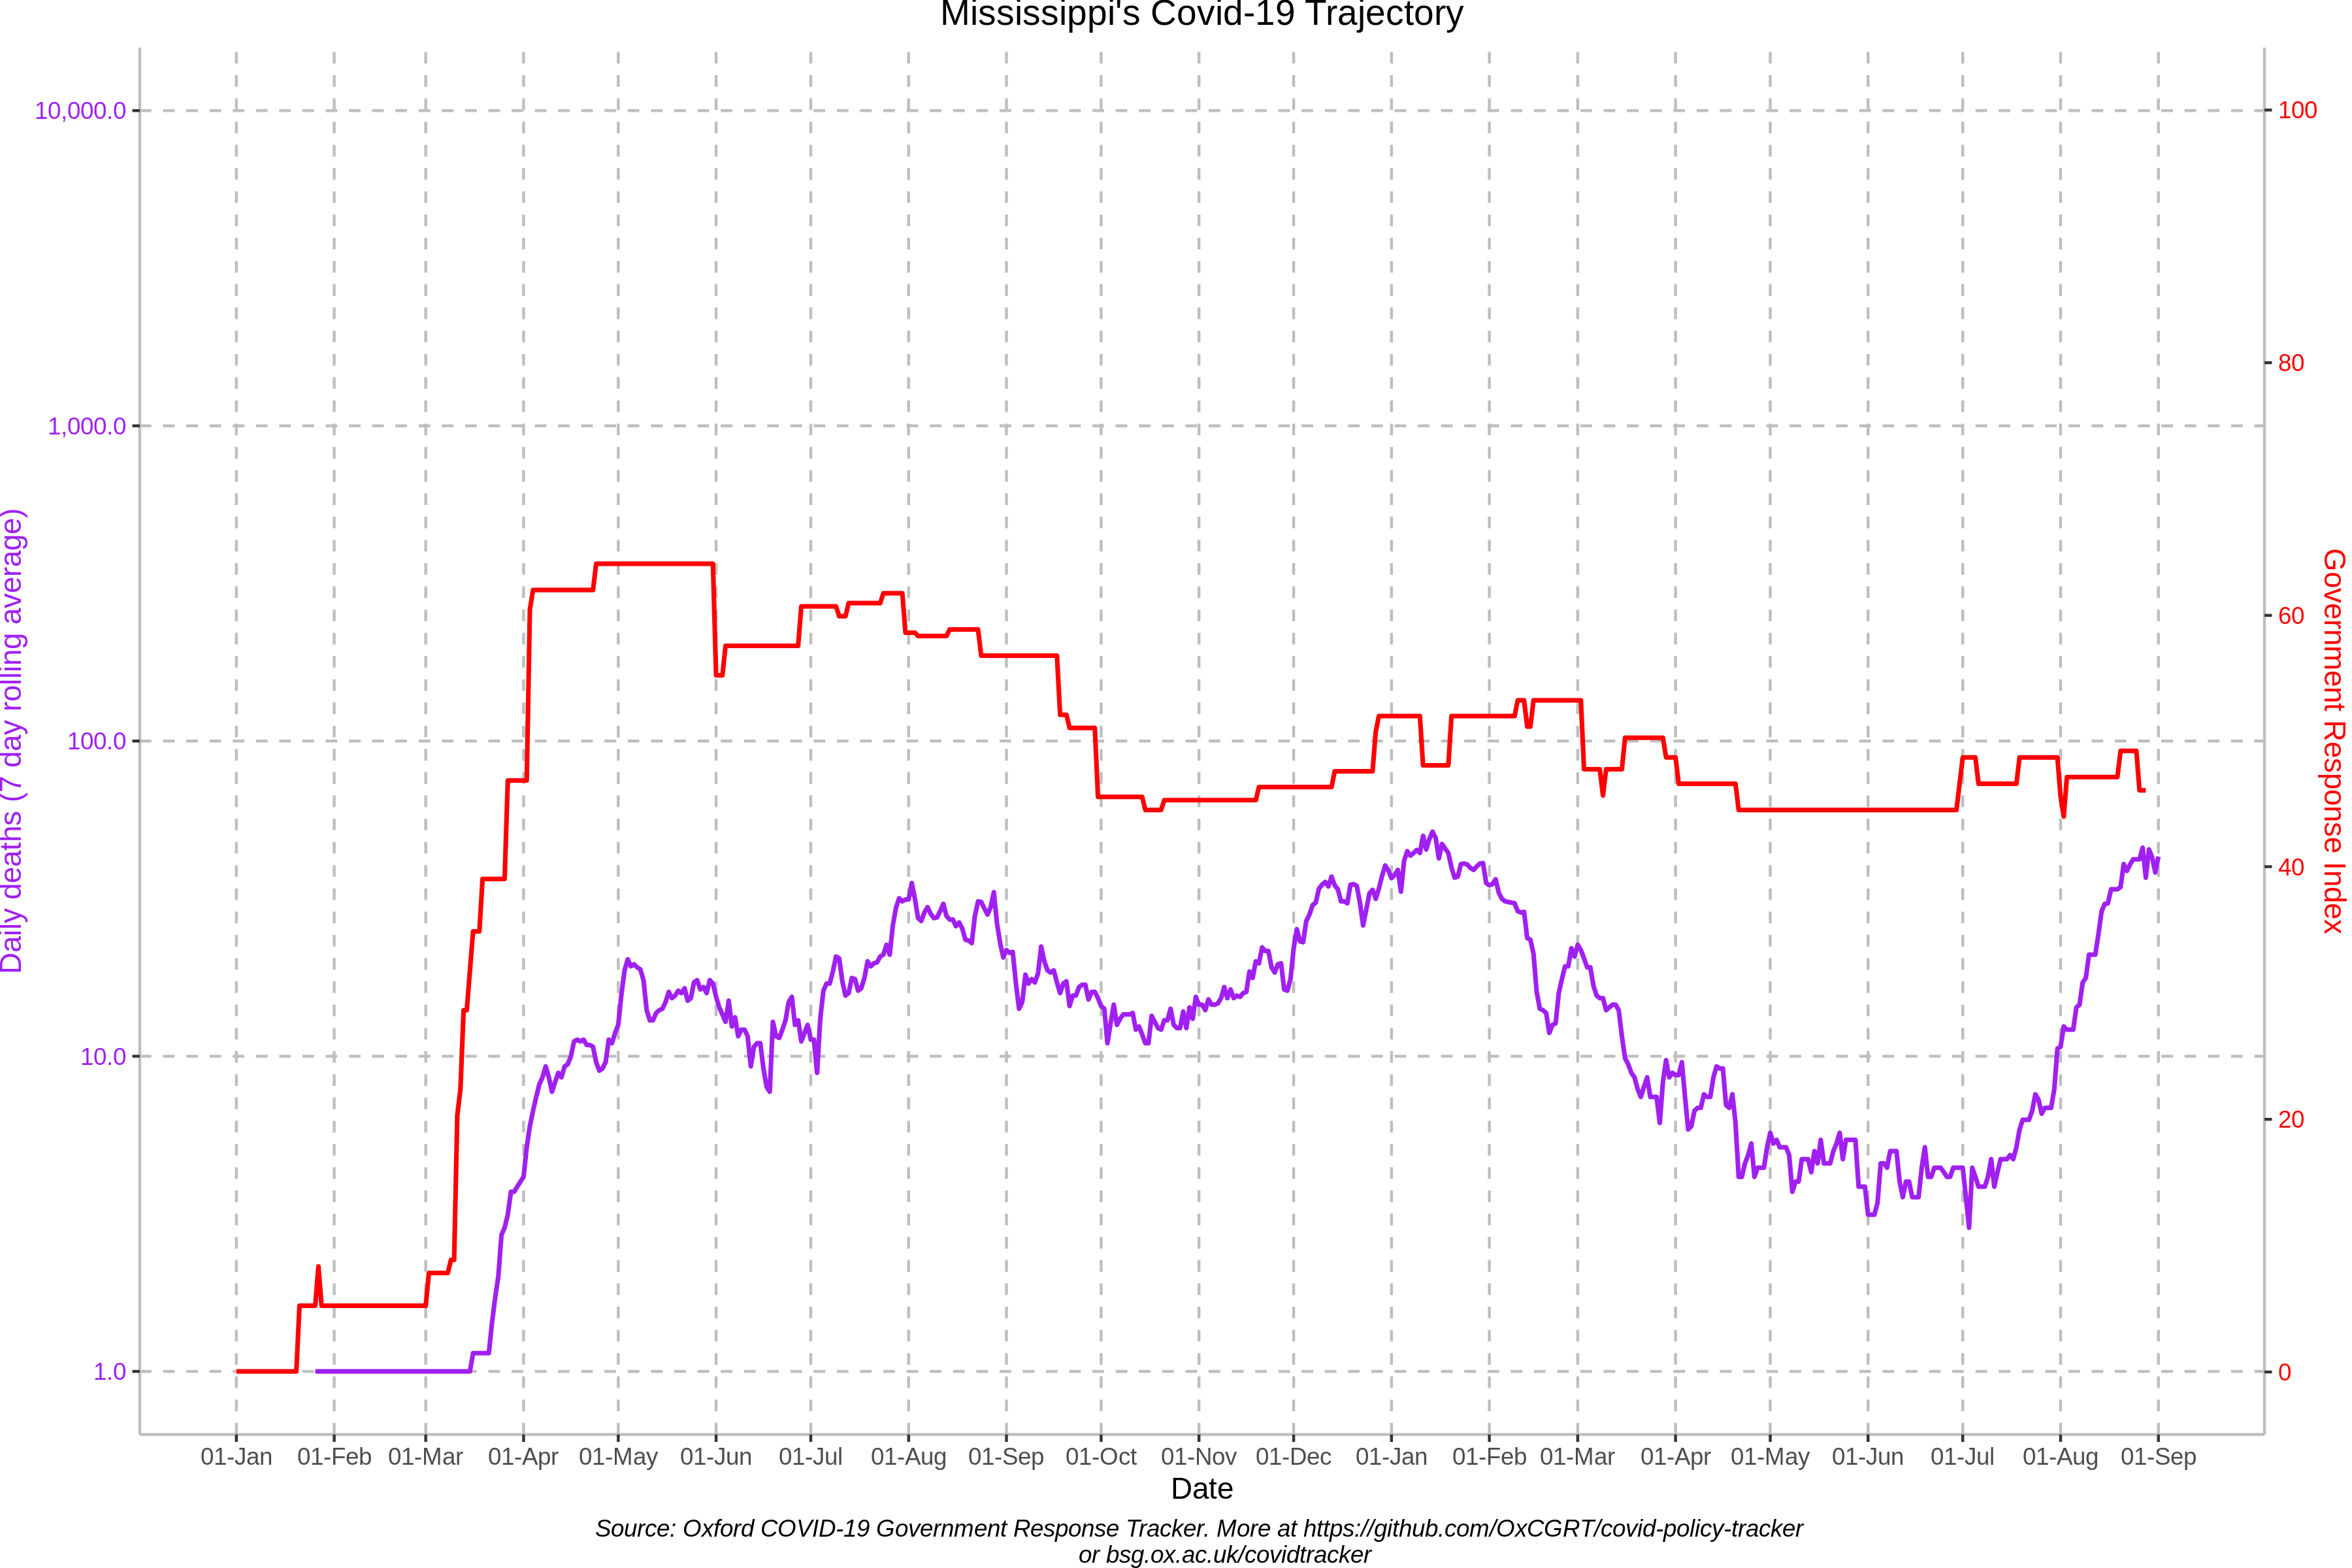 Mississippi's Covid-19 Trajectory
10,000.0
1,000.0
100.0
10.0
1.0
Daily deaths (7 day rolling average)
100
80
60
40
20
0
Government Response Index
01-Jan 01-Feb 01-Mar 01-Apr 01-May 01-Jun 01-Jul 01-Aug 01-Sep 01-Oct 01-Nov 01-Dec 01-Jan 01-Feb 01-Mar 01-Apr 01-May 01-Jun 01-Jul 01-Aug 01-Sep
Date
Source: Oxford COVID-19 Government Response Tracker. More at https://github.com/OxCGRT/covid-policy-tracker
or bsg.ox.ac.uk/covidtracker